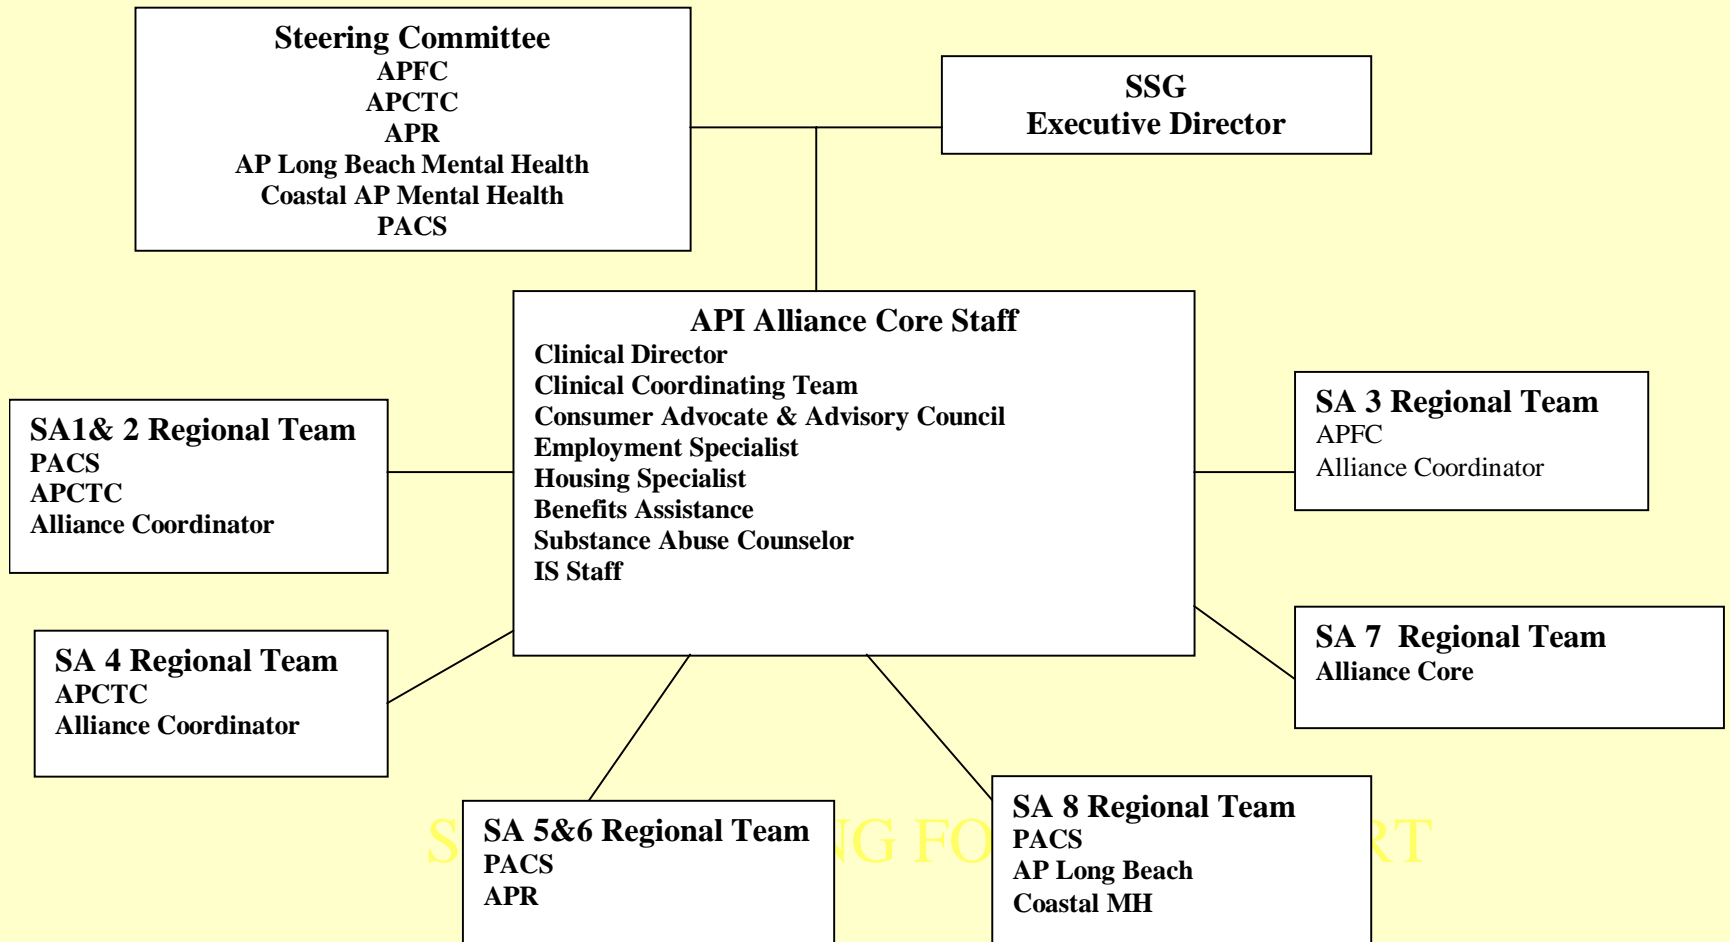 Steering Committee
APFC
APCTC
APR
AP Long Beach Mental Health
Coastal AP Mental Health
PACS
SSG
Executive Director
API Alliance Core Staff
Clinical Director
Clinical Coordinating Team
Consumer Advocate & Advisory Council
Employment Specialist
Housing Specialist
Benefits Assistance
Substance Abuse Counselor
IS Staff
SA1& 2 Regional Team
PACS
APCTC
Alliance Coordinator
SA 3 Regional Team
APFC
Alliance Coordinator
SA 4 Regional Team
APCTC
Alliance Coordinator
SA 7  Regional Team
Alliance Core
SA 5&6 Regional Team
PACS
APR
SA 8 Regional Team
PACS
AP Long Beach
Coastal MH